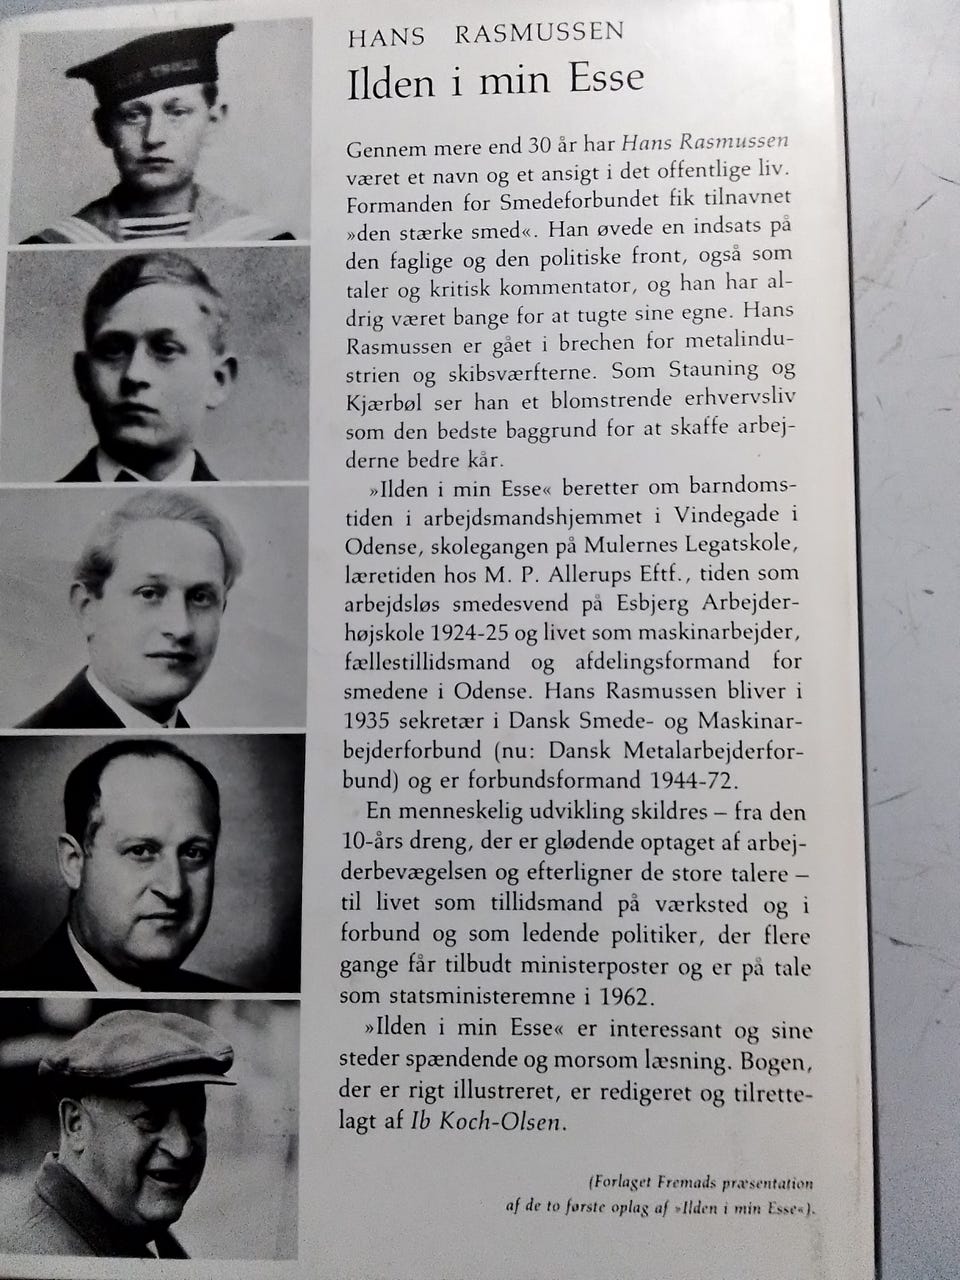 HANS RASMUSSEN
Ilden i min Esse
Gennem mere end 30 år har Hans Rasmussen
været et navn og et ansigt i det offentlige liv.
Formanden for Smedeforbundet fik tilnavnet
»den stærke smed«. Han øvede en indsats på
den faglige og den politiske front, også som
taler og kritisk kommentator, og han har al-
drig været bange for at tugte sine egne. Hans
Rasmussen er gået i brechen for metalindu-
strien og skibsværfterne. Som Stauning og
Kjærbøl ser han et blomstrende erhvervsliv
som den bedste baggrund for at skaffe arbej-
derne bedre kår.
»Ilden i min Esse« beretter om barndoms-
tiden i arbejdsmandshjemmet i Vindegade i
Odense, skolegangen på Mulernes Legatskole,
læretiden hos M. P. Allerups Eftf., tiden som
arbejdsløs smedesvend på Esbjerg Arbejder-
højskole 1924-25 og livet som maskinarbejder,
fællestillidsmand og afdelingsformand for
smedene i Odense. Hans Rasmussen bliver i
1935 sekretær i Dansk Smede- og Maskinar-
bejderforbund (nu: Dansk Metalarbejderfor-
bund) og er forbundsformand 1944-72.
En menneskelig udvikling skildres – fra den
10-års dreng, der er glødende optaget af arbej-
derbevægelsen og efterligner de store talere –
til livet som tillidsmand på værksted og i
forbund og som ledende politiker, der flere
gange får tilbudt ministerposter og er på tale
som statsministeremne i 1962.
»Ilden i min Esse« er interessant og sine
steder spændende og morsom læsning. Bogen,
der er rigt illustreret, er redigeret og tilrette-
lagt af Ib Koch-Olsen.
(Forlaget Fremads præsentation
af de to første oplag af »Ilden i min Esse«).